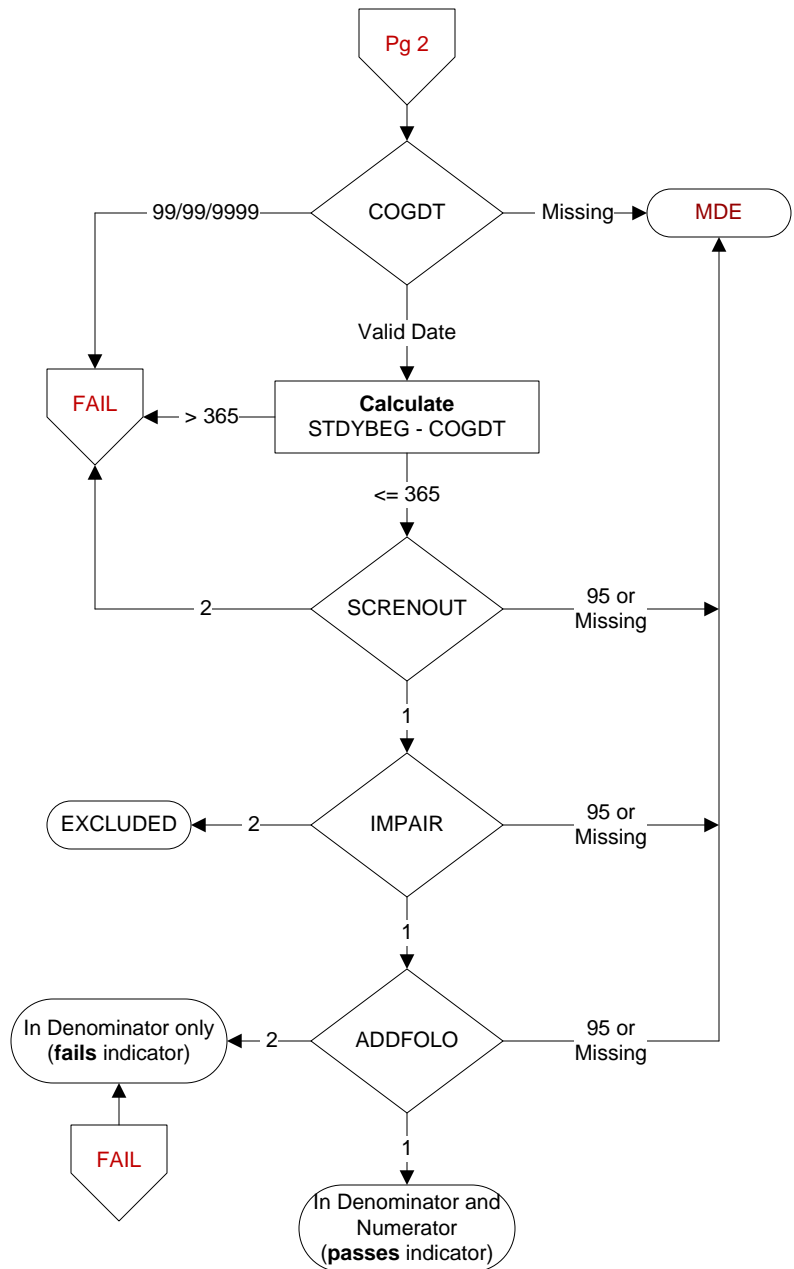 Pg 2
99/99/9999
COGDT
Missing
MDE
Valid Date
FAIL
> 365
Calculate
STDYBEG - COGDT
<= 365
2
SCRENOUT
95 or
Missing
1
EXCLUDED
2
IMPAIR
95 or
Missing
1
In Denominator only
(fails indicator)
2
ADDFOLO
95 or
Missing
FAIL
1
In Denominator and
Numerator
(passes indicator)